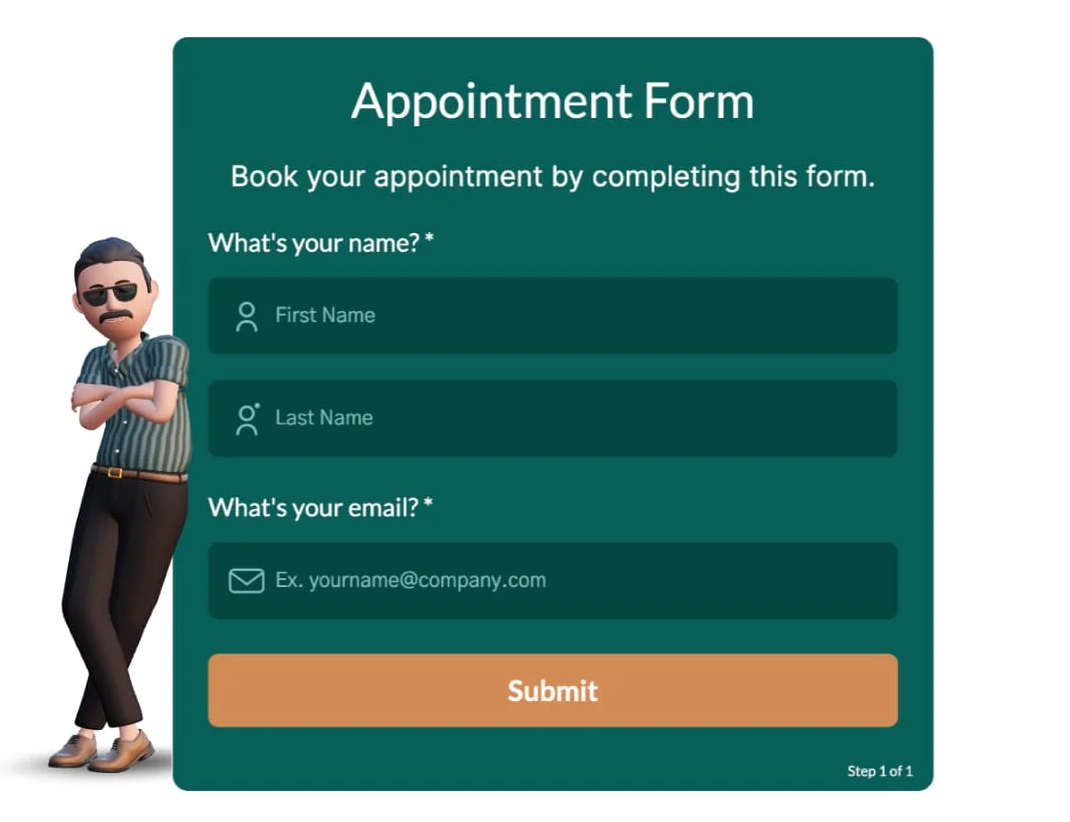 Appointment Form
Book your appointment by completing this form.
What's your name? *
First Name
Last Name
What's your email? *
Ex. yourname@company.com
Submit
Step 1 of 1